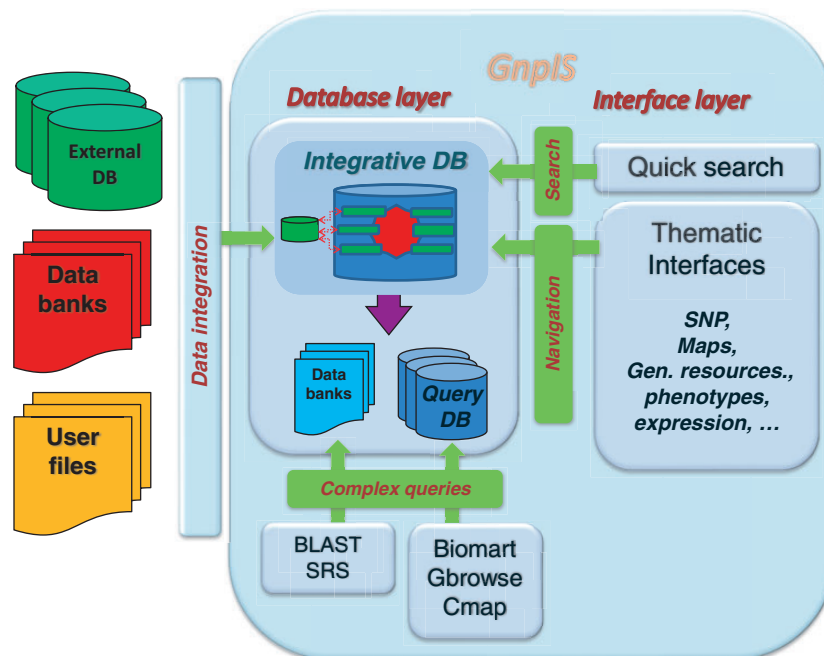 GnpIS
Database layer
Interface layer
External
DB
Data
banks
User
files
Data integration
Integrative DB
Data
banks
Query
DB
Search
Navigation
Quick search
Thematic
Interfaces
SNP,
Maps,
Gen. resources.,
phenotypes,
expression, ...
Complex queries
BLAST
SRS
Biomart
Gbrowse
Cmap